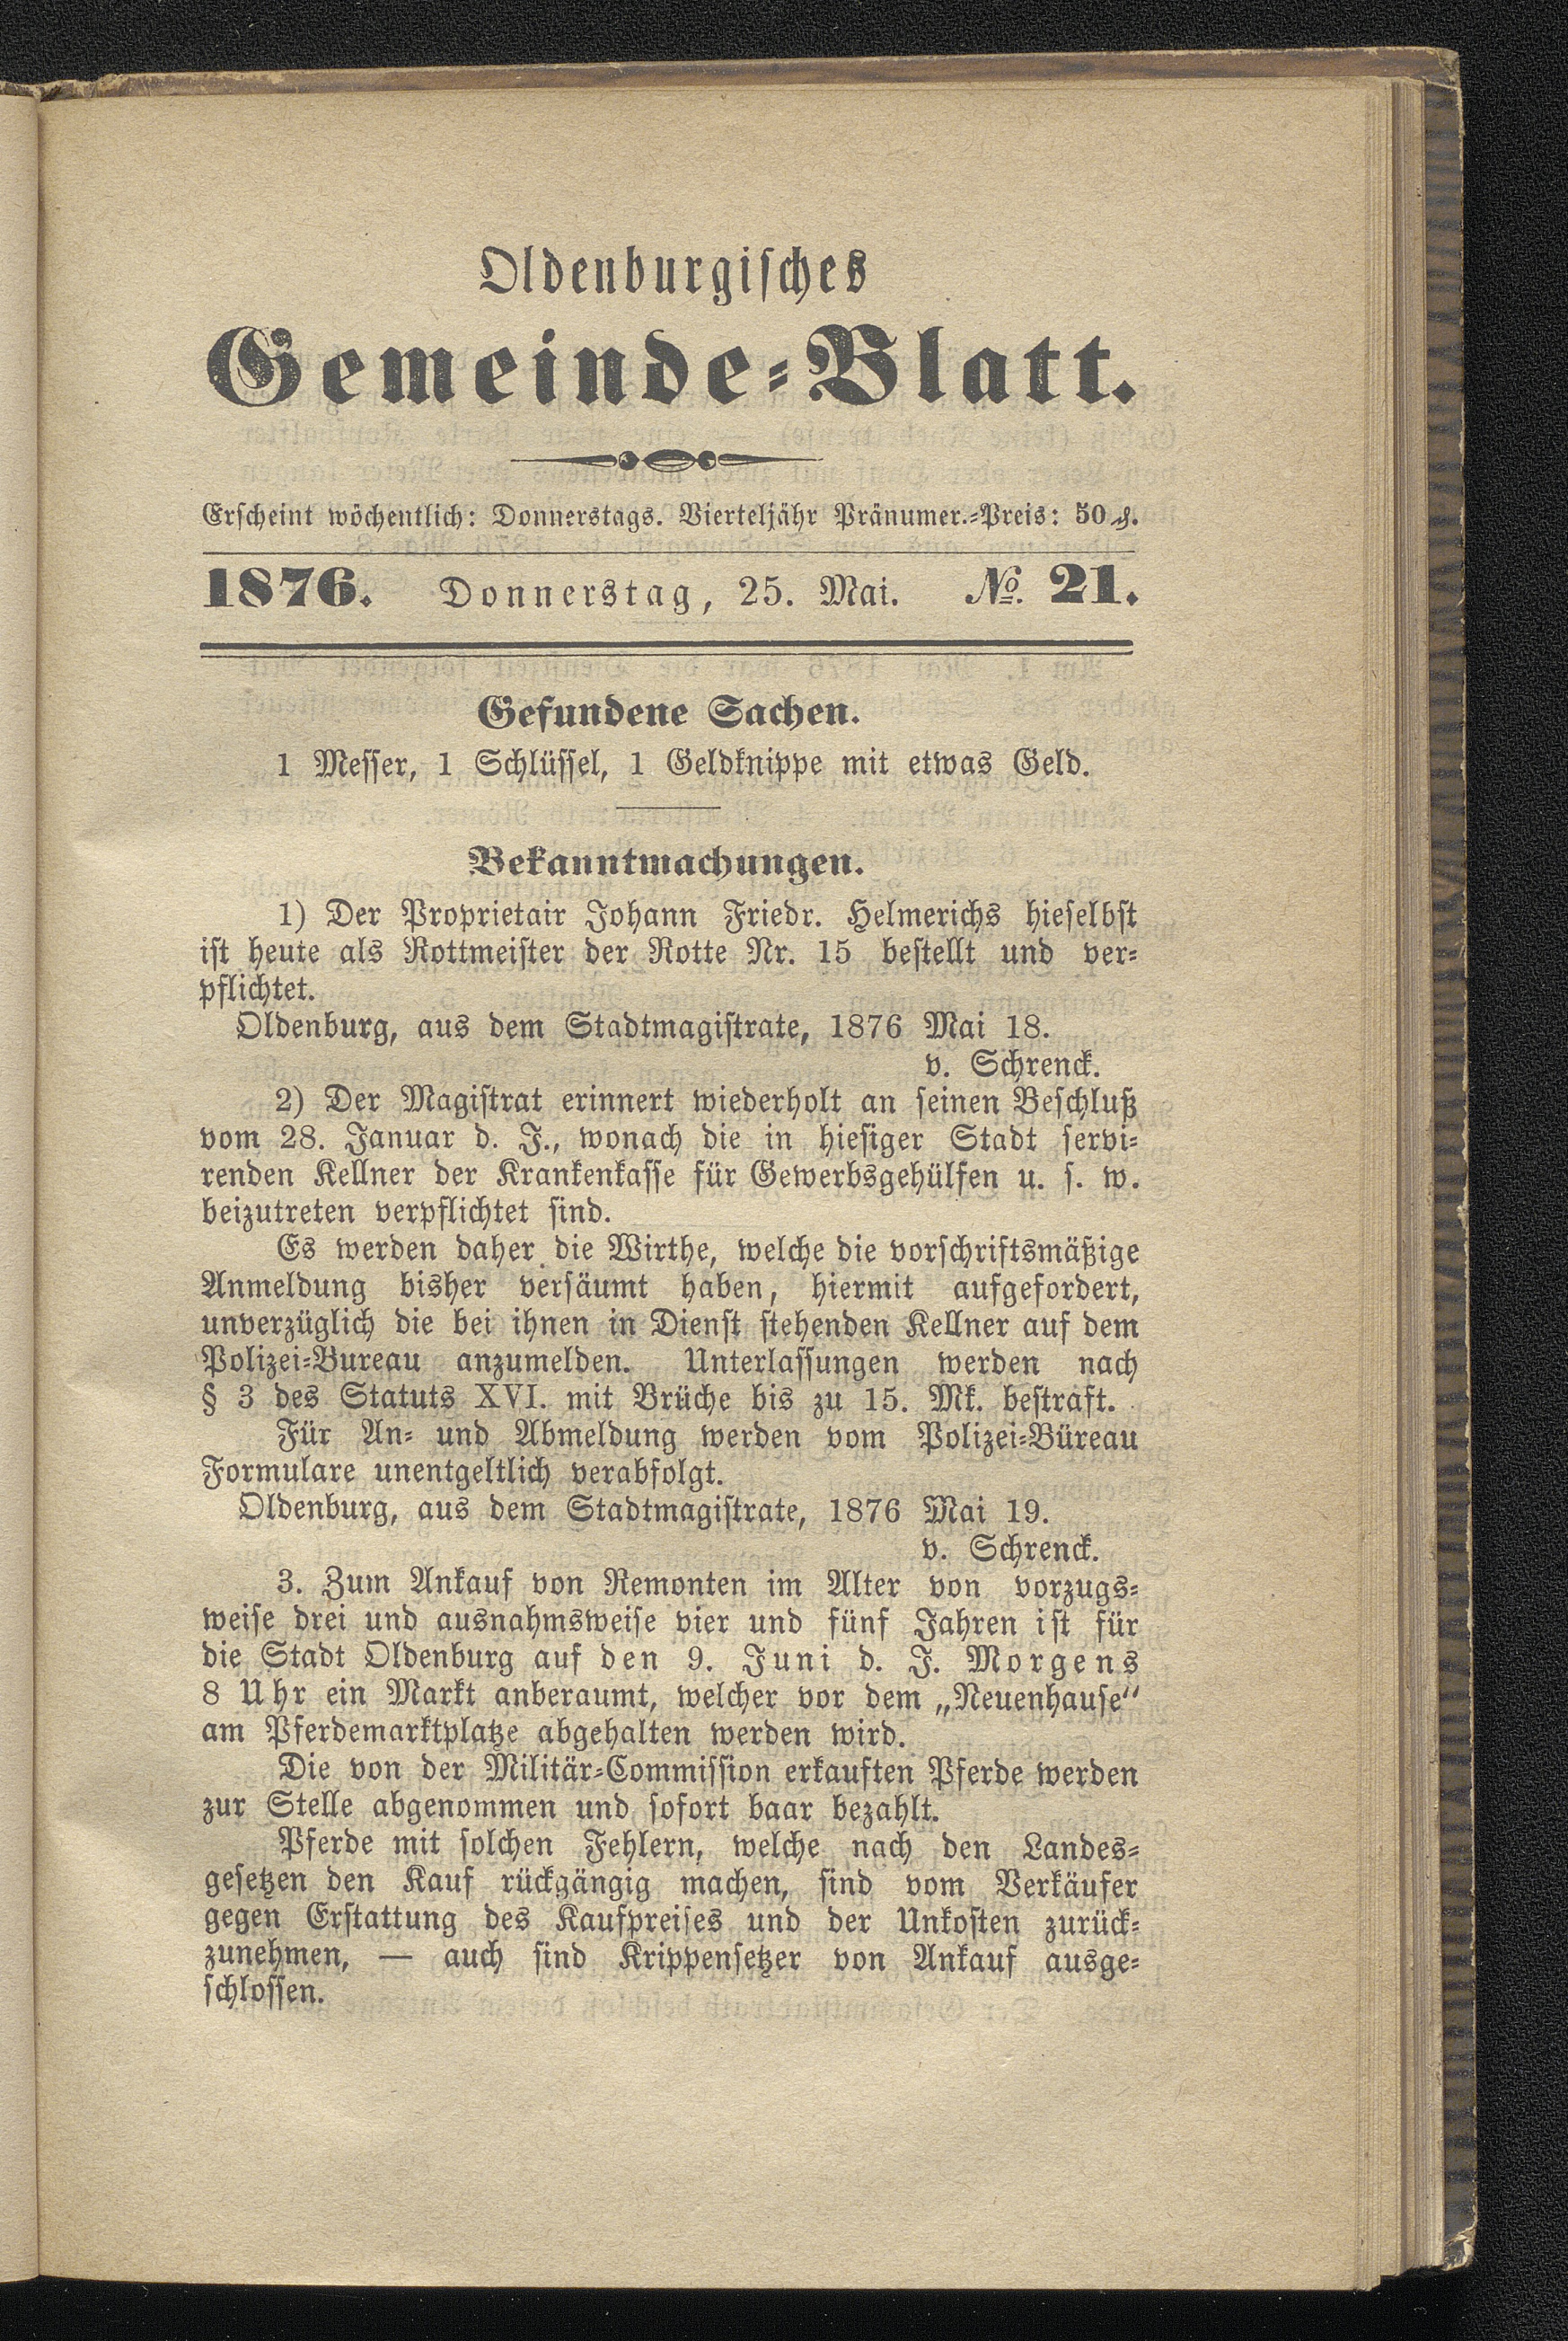 Oldenburgisches
Gemeinde-Blatt.
Erscheint wöchentlich: Donnerstags. Vierteljähr Pränumer.-Preis: 50 ₰.
1876. Donnerstag, 25. Mai. № 21.
Gefundene Sachen.
1 Messer, 1 Schlüssel, 1 Geldknippe mit etwas Geld.
Bekanntmachungen.
1) Der Proprietair Johann Friedr. Helmerichs hieselbst
ist heute als Rottmeister der Rotte Nr. 15 bestellt und ver-
pflichtet.
Oldenburg, aus dem Stadtmagistrate, 1876 Mai 18.
v. Schrenck.
2) Der Magistrat erinnert wiederholt an seinen Beschluß
vom 28. Januar d. J., wonach die in hiesiger Stadt servi-
renden Kellner der Krankenkasse für Gewerbsgehülfen u. s. w.
beizutreten verpflichtet sind.
Es werden daher die Wirthe, welche die vorschriftsmäßige
Anmeldung bisher versäumt haben, hiermit aufgefordert,
unverzüglich die bei ihnen in Dienst stehenden Kellner auf dem
Polizei-Bureau anzumelden. Unterlassungen werden nach
§ 3 des Statuts XVI. mit Brüche bis zu 15. Mk. bestraft.
Für An- und Abmeldung werden vom Polizei-Büreau
Formulare unentgeltlich verabfolgt.
Oldenburg, aus dem Stadtmagistrate, 1876 Mai 19.
v. Schrenck.
3. Zum Ankauf von Remonten im Alter von vorzugs-
weise drei und ausnahmsweise vier und fünf Jahren ist für
die Stadt Oldenburg auf den 9. Juni d. J. Morgens
8 Uhr ein Markt anberaumt, welcher vor dem „Neuenhause“
am Pferdemarktplatze abgehalten werden wird.
Die von der Militär-Commission erkauften Pferde werden
zur Stelle abgenommen und sofort baar bezahlt.
Pferde mit solchen Fehlern, welche nach den Landes-
gesetzen den Kauf rückgängig machen, sind vom Verkäufer
gegen Erstattung des Kaufpreises und der Unkosten zurück-
zunehmen, — auch sind Krippensetzer von Ankauf ausge-
schlossen.